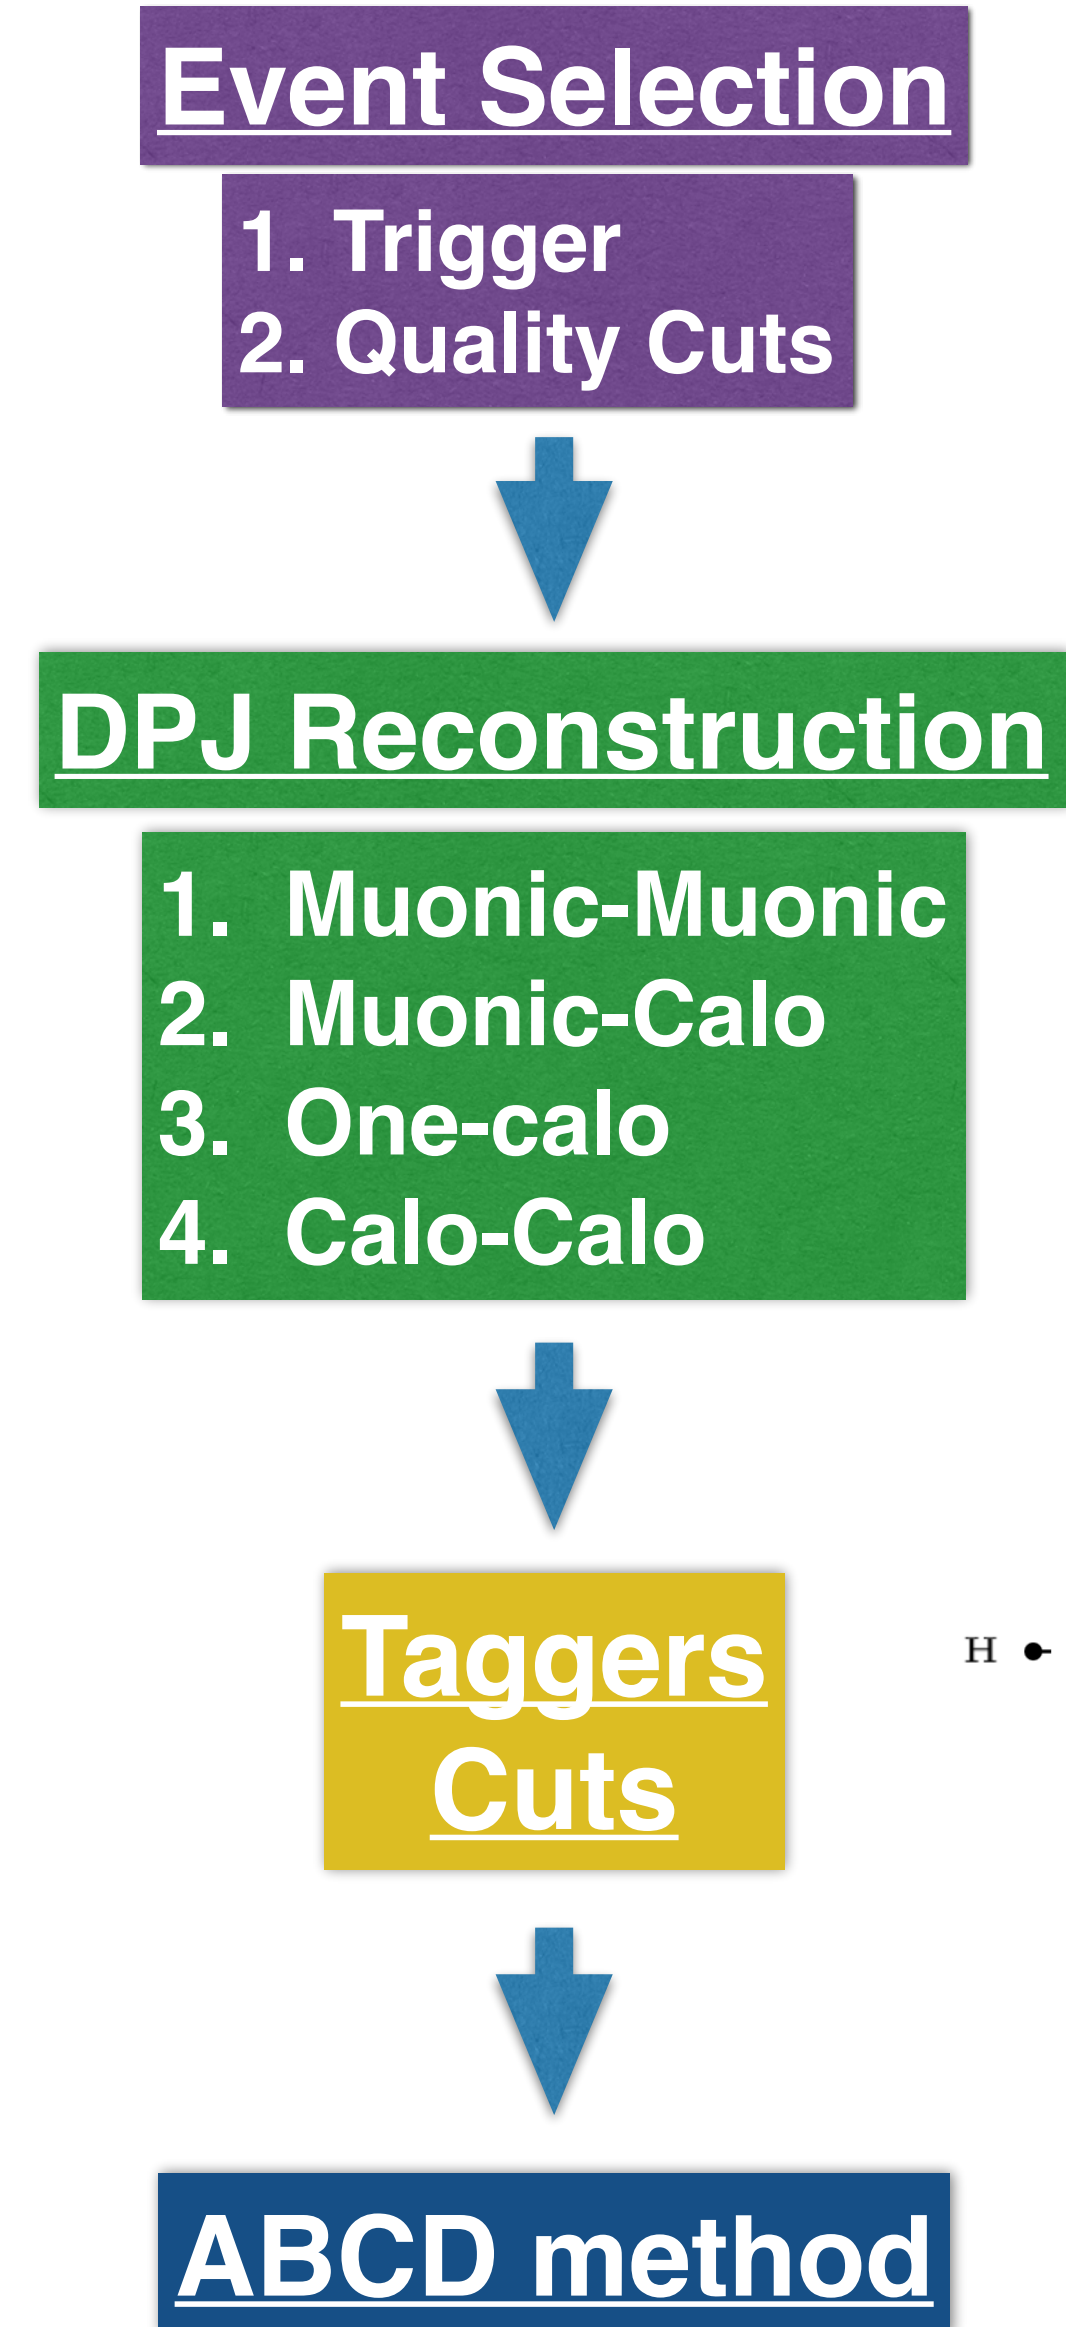 Event Selection
1. Trigger
2. Quality Cuts
DPJ Reconstruction
1. Muonic-Muonic
2. Muonic-Calo
3. One-calo
4. Calo-Calo
Taggers
Cuts
H
ABCD method